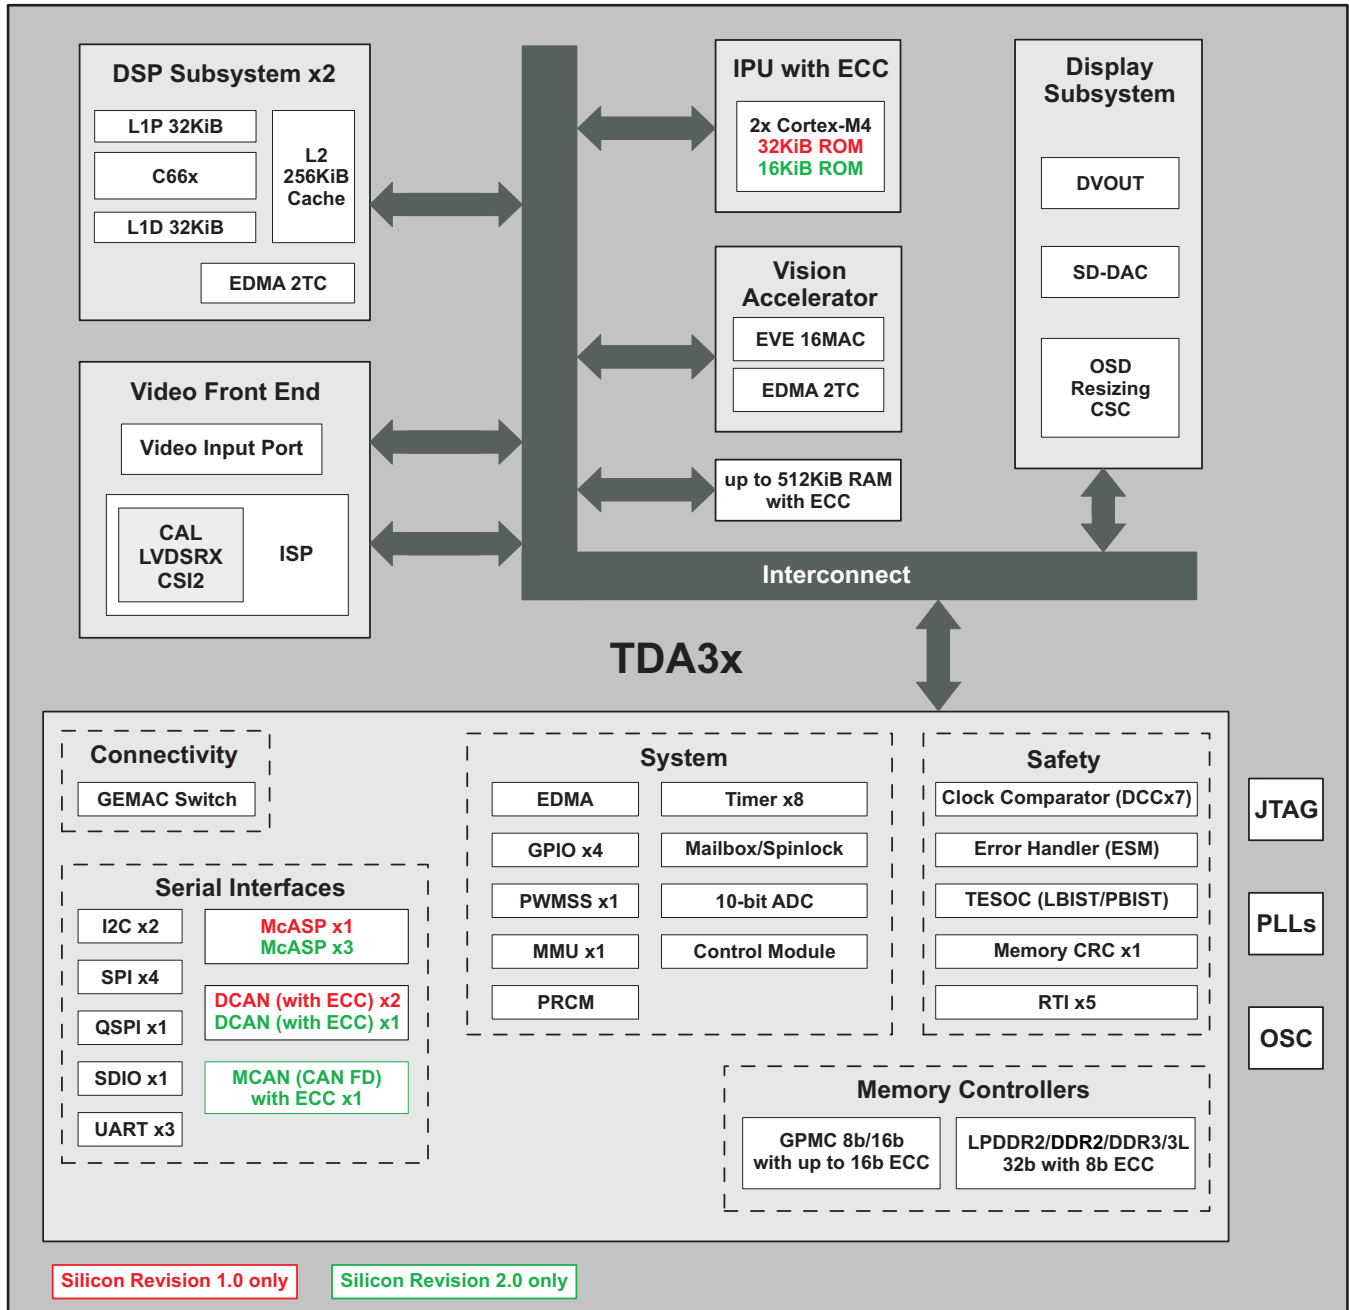 DSP Subsystem x2
L1P 32KiB
C66x
L1D 32KiB
L2
256KiB
Cache
EDMA 2TC
IPU with ECC
2x Cortex-M4
32KiB ROM
16KiB ROM
Display
Subsystem
DVOUT
SD-DAC
OSD
Resizing
CSC
Vision
Accelerator
EVE 16MAC
EDMA 2TC
Video Front End
Video Input Port
CAL
LVDSRX
CSI2
ISP
up to 512KiB RAM
with ECC
Interconnect
TDA3x
Connectivity
GEMAC Switch
Serial Interfaces
I2C x2
SPI x4
QSPI x1
SDIO x1
UART x3
McASP x1
McASP x3
DCAN (with ECC) x2
DCAN (with ECC) x1
MCAN (CAN FD)
with ECC x1
System
EDMA
GPIO x4
PWMSS x1
MMU x1
PRCM
Timer x8
Mailbox/Spinlock
10-bit ADC
Control Module
Safety
Clock Comparator (DCCx7)
Error Handler (ESM)
TESOC (LBIST/PBIST)
Memory CRC x1
RTI x5
Memory Controllers
GPMC 8b/16b
with up to 16b ECC
LPDDR2/DDR2/DDR3/3L
32b with 8b ECC
JTAG
PLLs
OSC
Silicon Revision 1.0 only
Silicon Revision 2.0 only